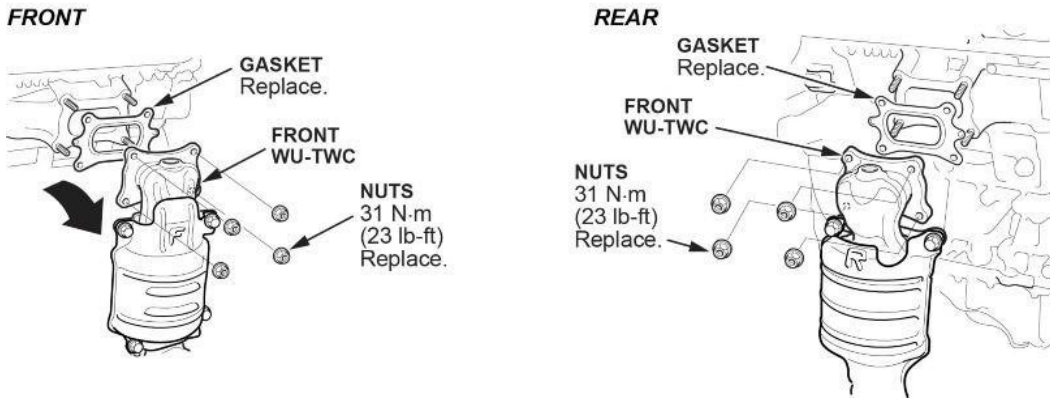 FRONT
GASKET
Replace.
FRONT
WU-TWC
NUTS
31 N·m
(23 lb-ft)
Replace.
F
REAR
GASKET
Replace.
FRONT
WU-TWC
NUTS
31 N·m
(23 lb-ft)
Replace.
R